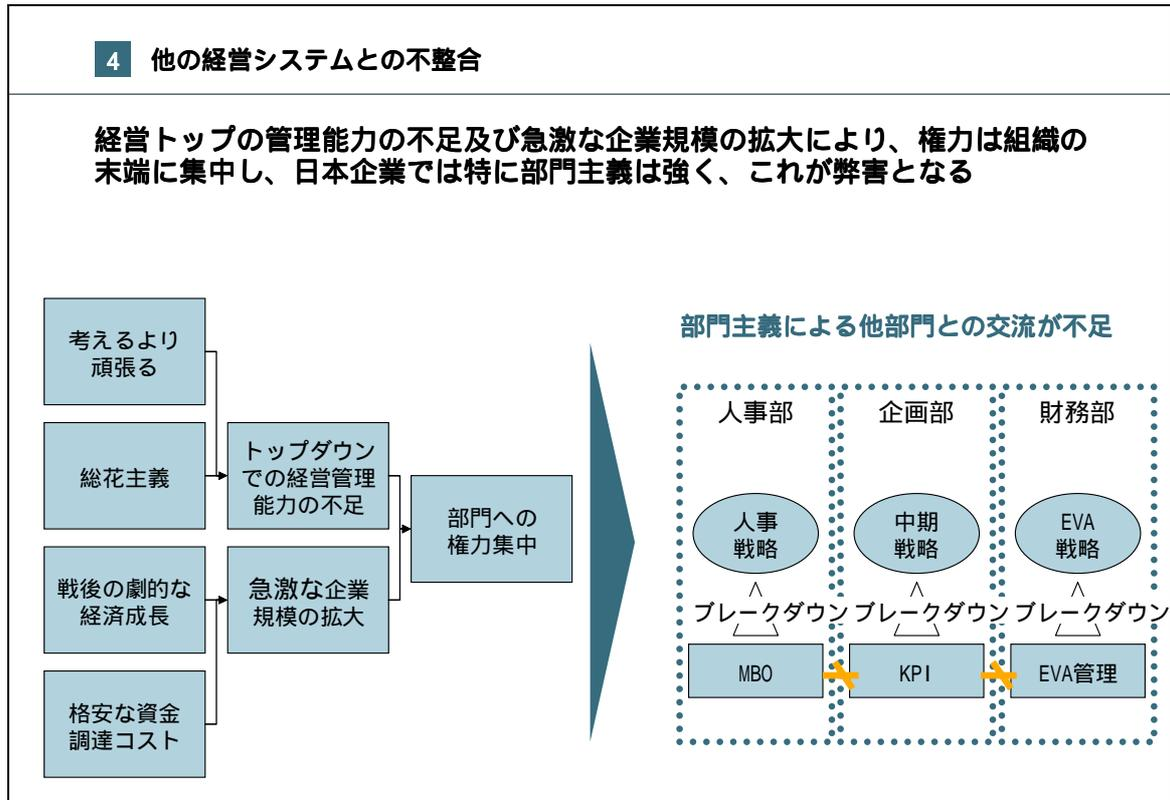 4 他の経営システムとの不整合
経営トップの管理能力の不足及び急激な企業規模の拡大により、権力は組織の
末端に集中し、日本企業では特に部門主義は強く、これが弊害となる
考えるより
頑張る
総花主義
戦後の劇的な
経済成長
格安な資金
調達コスト
トップダウン
での経営管理
能力の不足
急激な企業
規模の拡大
部門への
権力集中
部門主義による他部門との交流が不足
人事部
人事
戦略
ブレークダウン
MBO
企画部
中期
戦略
ブレークダウン
KPI
財務部
EVA
戦略
ブレークダウン
EVA管理